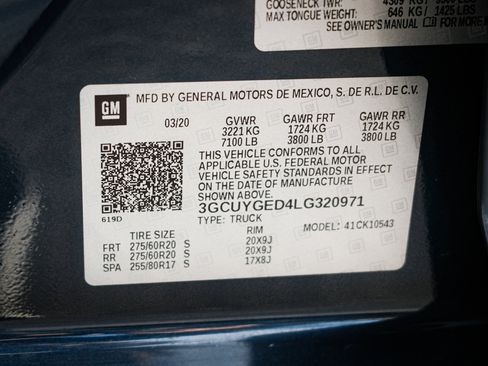 GOOSENECK TWR:
MAX TONGUE WEIGHT: 646 KG / 1425 LBS
SEE OWNER'S MANUAL GM FOR MORE
GM
MFD BY GENERAL MOTORS DE MEXICO, S. DE R.L. DE C.V.
03/20 GVWR GAWR FRT GAWR RR
3221 KG 1724 KG 1724 KG
7100 LB 3800 LB 3800 LB
THIS VEHICLE CONFORMS TO ALL
APPLICABLE U.S. FEDERAL MOTOR
VEHICLE SAFETY STANDARDS IN EFFECT
ON THE DATE OF MANUFACTURE
SHOWN ABOVE.
3GCUYGED4LG320971
619D
TYPE: TRUCK
MODEL: 41CK10543
TIRE SIZE RIM
FRT 275/60R20 S 20X9J
RR 275/60R20 S 20X9J
SPA 255/80R17 S 17X8J